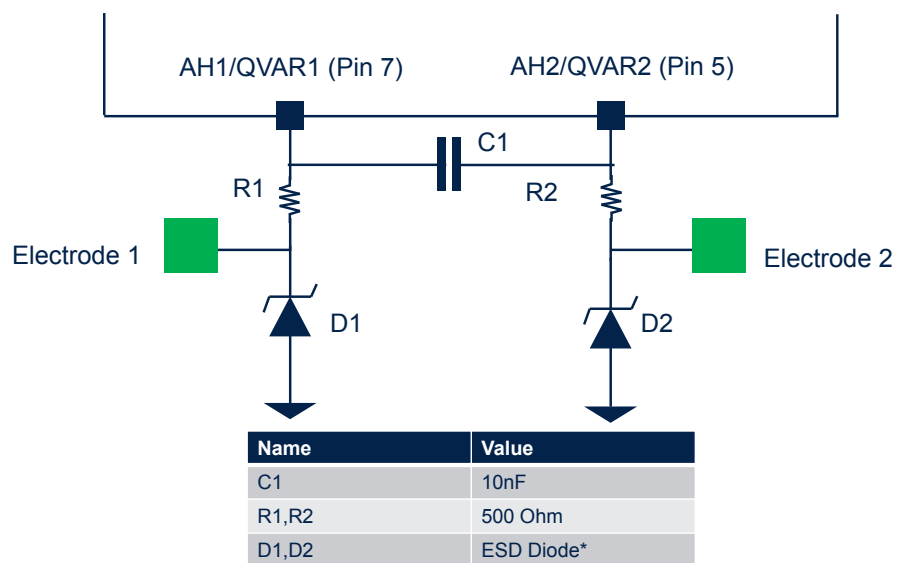 AH1/QVAR1 (Pin 7)
AH2/QVAR2 (Pin 5)
C1
R1
R2
Electrode 1
Electrode 2
D1
D2
Name Value
C1 10nF
R1,R2 500 Ohm
D1,D2 ESD Diode*